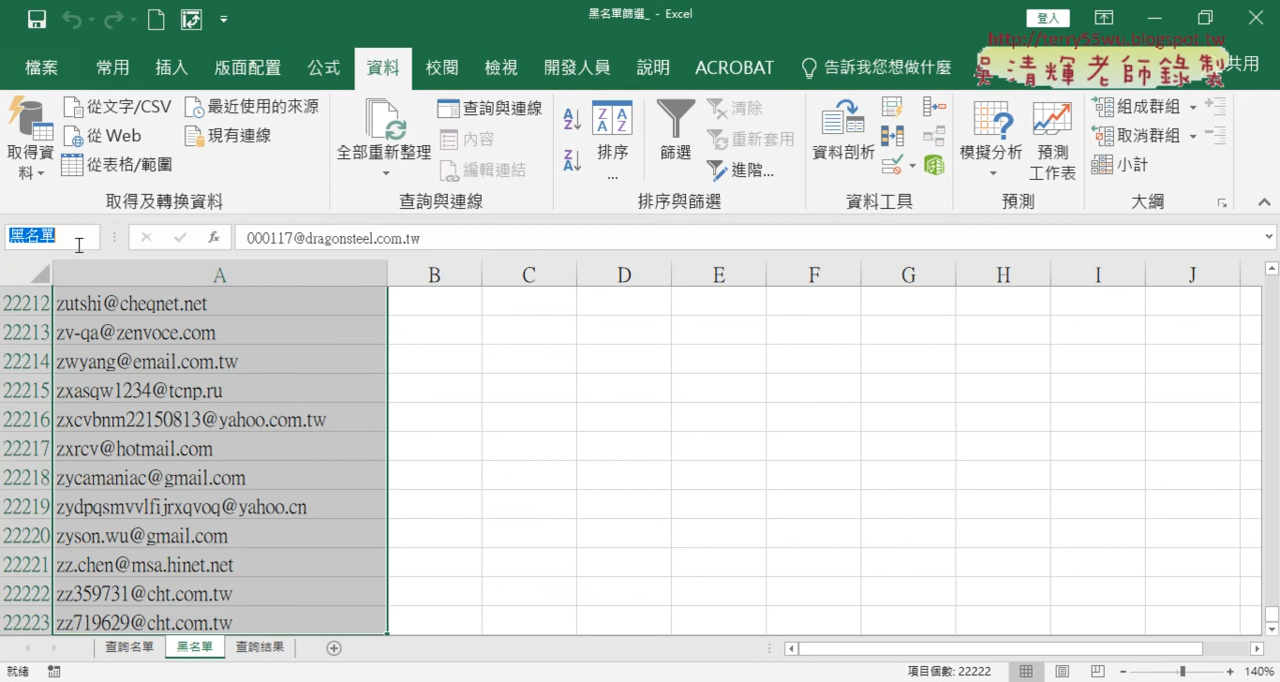 黑名單篩選_ - Excel
登入
http://terry55wu.blogspot.tw
吳清輝老師錄製
檔案 常用 插入 版面配置 公式 資料 校閱 檢視 開發人員 說明 ACROBAT 告訴我您想做什麼 共用
取得資料
從文字/CSV
從 Web
從表格/範圍
最近使用的來源
現有連線
取得及轉換資料
全部重新整理
查詢與連線
內容
編輯連結
查詢與連線
排序...
篩選
清除
重新套用
進階...
排序與篩選
資料剖析
資料工具
模擬分析
預測工作表
預測
組成群組
取消群組
小計
大綱
黑名單 fx 000117@dragonsteel.com.tw
A B C D E F G H I J
22212 zutshi@cheqnet.net
22213 zv-qa@zenvoce.com
22214 zwyang@email.com.tw
22215 zxasqw1234@tcnp.ru
22216 zxcvbnm22150813@yahoo.com.tw
22217 zxrcv@hotmail.com
22218 zycamaniac@gmail.com
22219 zydpqsmvvlfijrxqvoq@yahoo.cn
22220 zyson.wu@gmail.com
22221 zz.chen@msa.hinet.net
22222 zz359731@cht.com.tw
22223 zz719629@cht.com.tw
查詢名單 黑名單 查詢結果
就緒 項目個數: 22222 140%